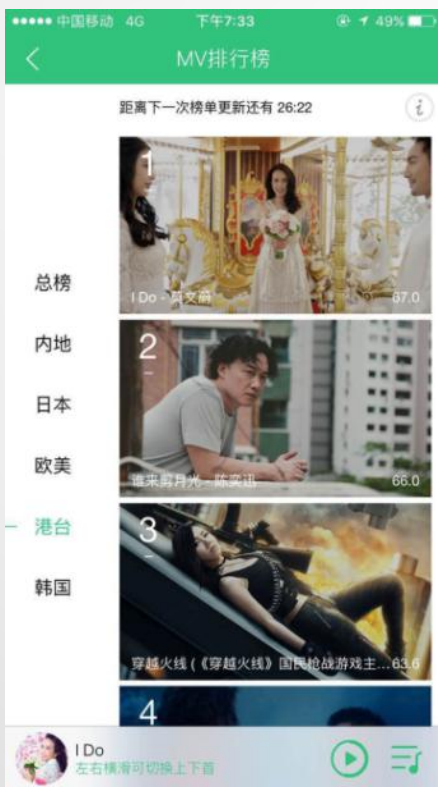 中国移动 4G 下午7:33 49%
MV排行榜
距离下一次榜单更新还有 26:22
总榜
内地
日本
欧美
港台
韩国
1
I Do - 莫文蔚 87.0
2
谁来剪月光 - 陈奕迅 66.0
3
穿越火线 (《穿越火线》国民枪战游戏主... 63.6
4
I Do
左右横滑可切换上下首